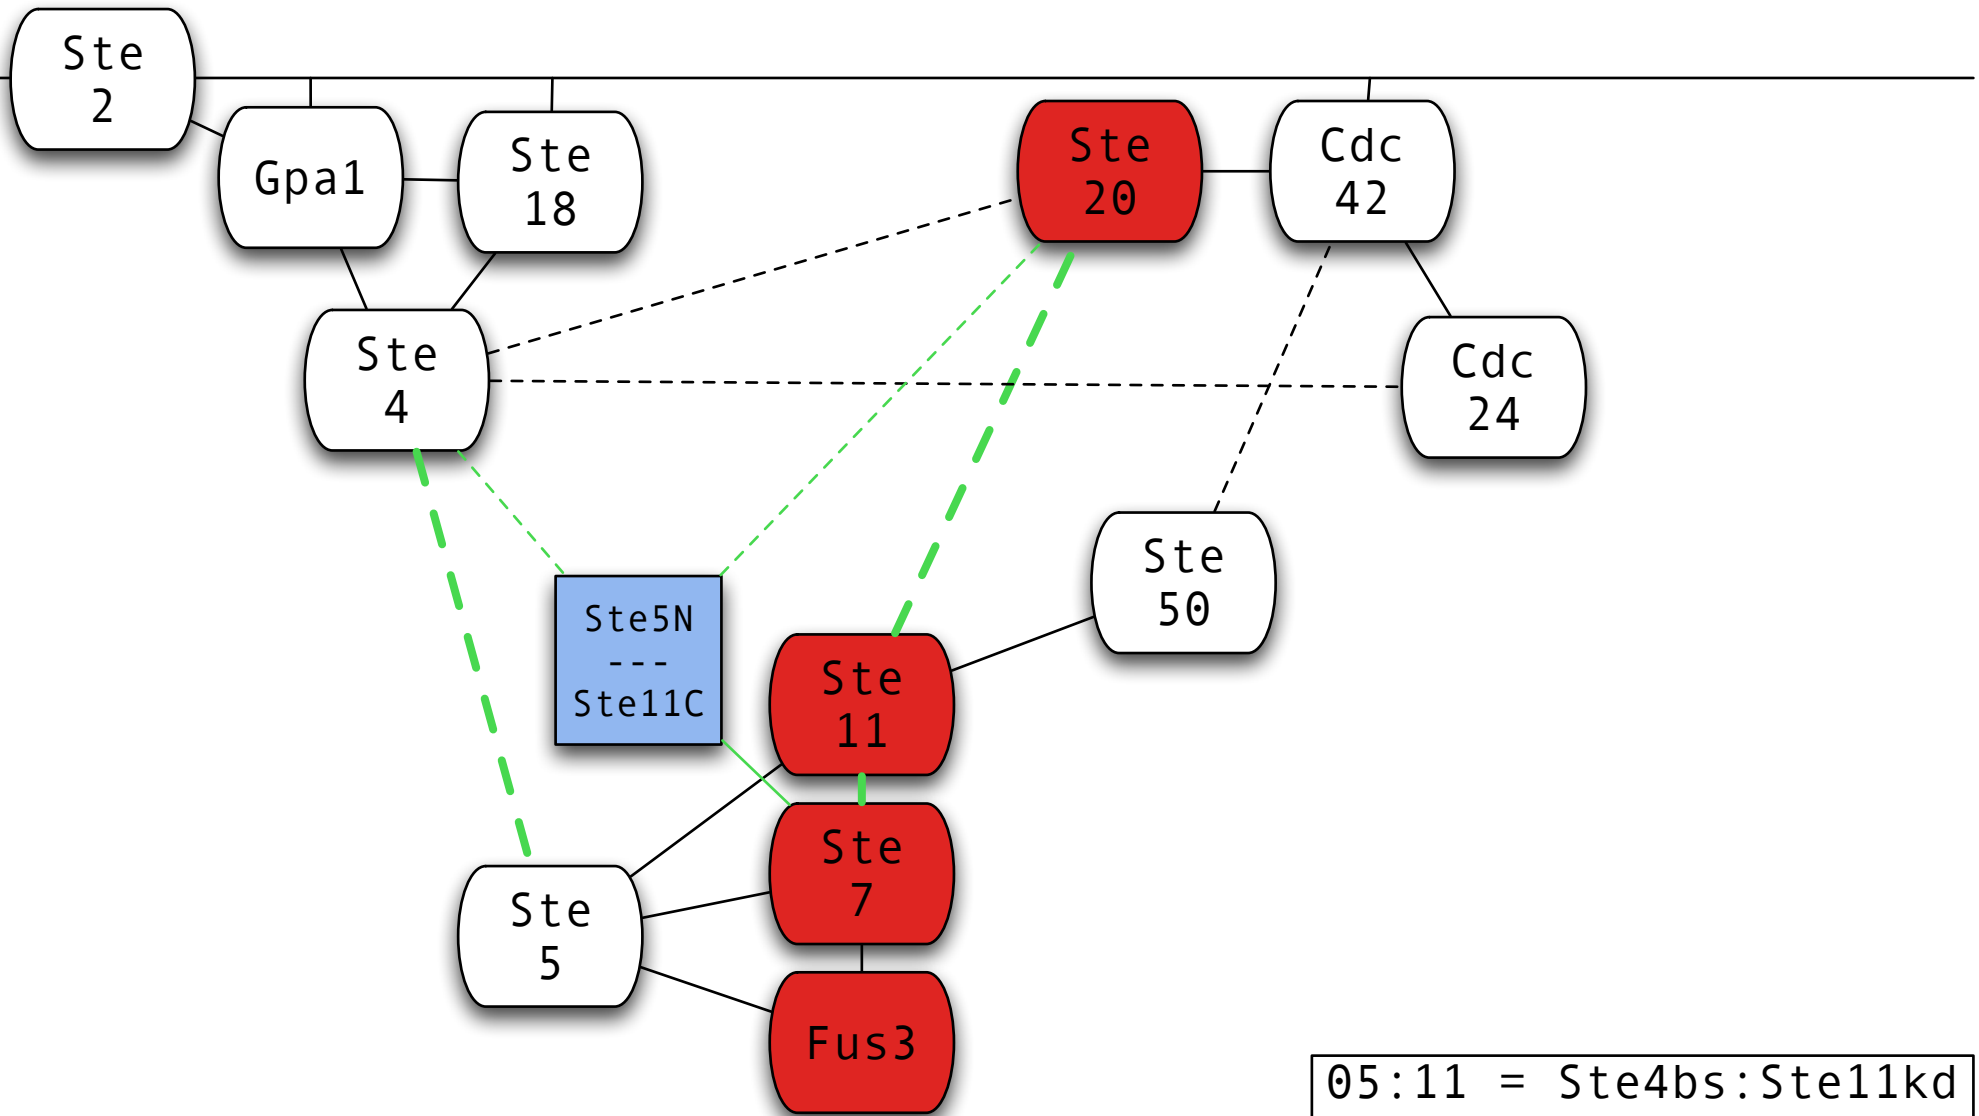 Ste
2
Gpa1
Ste
18
Ste
20
Cdc
42
Ste
4
Cdc
24
Ste
50
Ste5N
---
Ste11C
Ste
11
Ste
7
Ste
5
Fus3
05:11 = Ste4bs:Ste11kd